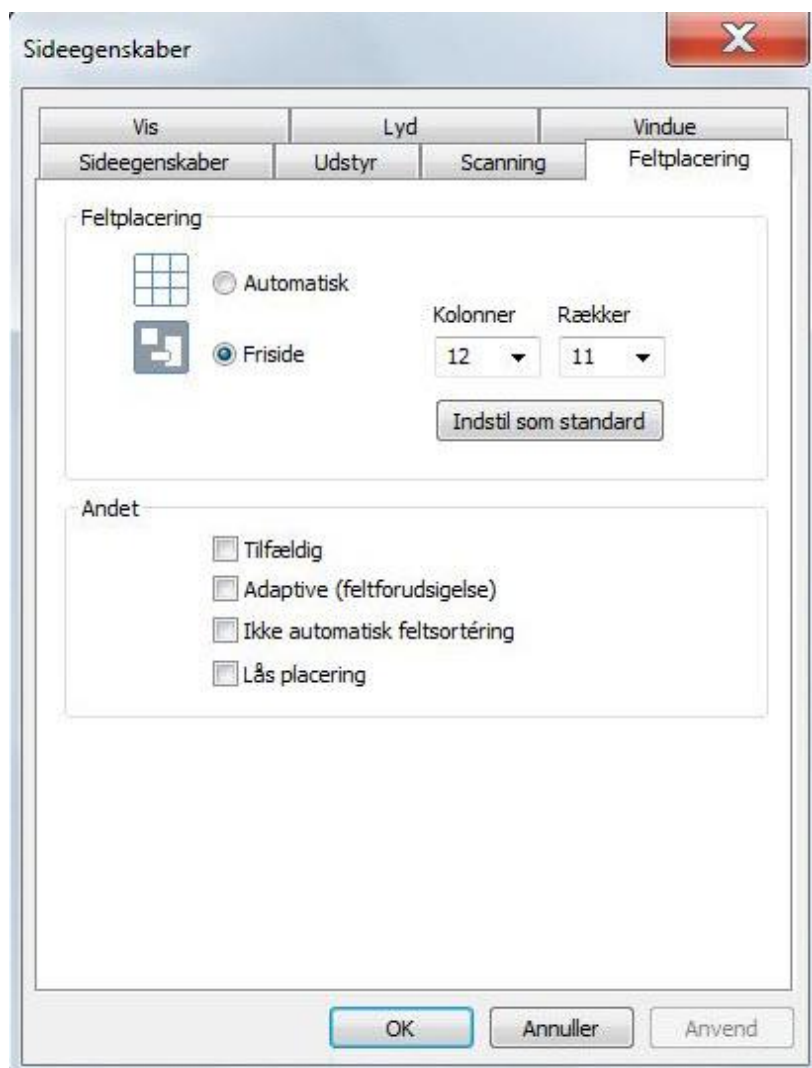 Sideegenskaber
Vis Lyd Vindue
Sideegenskaber Udstyr Scanning Feltplacering
Feltplacering
Automatisk
Kolonner Rækker
Friside 12 11
Indstil som standard
Andet
Tilfældig
Adaptive (feltforudsigelse)
Ikke automatisk feltsortéring
Lås placering
OK Annuller Anvend